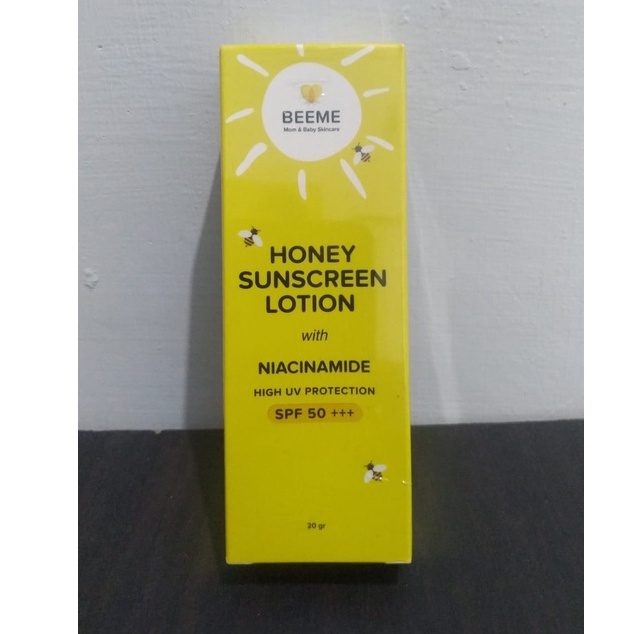 BEEME
Mom & Baby Skincare
HONEY
SUNSCREEN
LOTION
with
NIACINAMIDE
HIGH UV PROTECTION
SPF 50 +++
20 gr